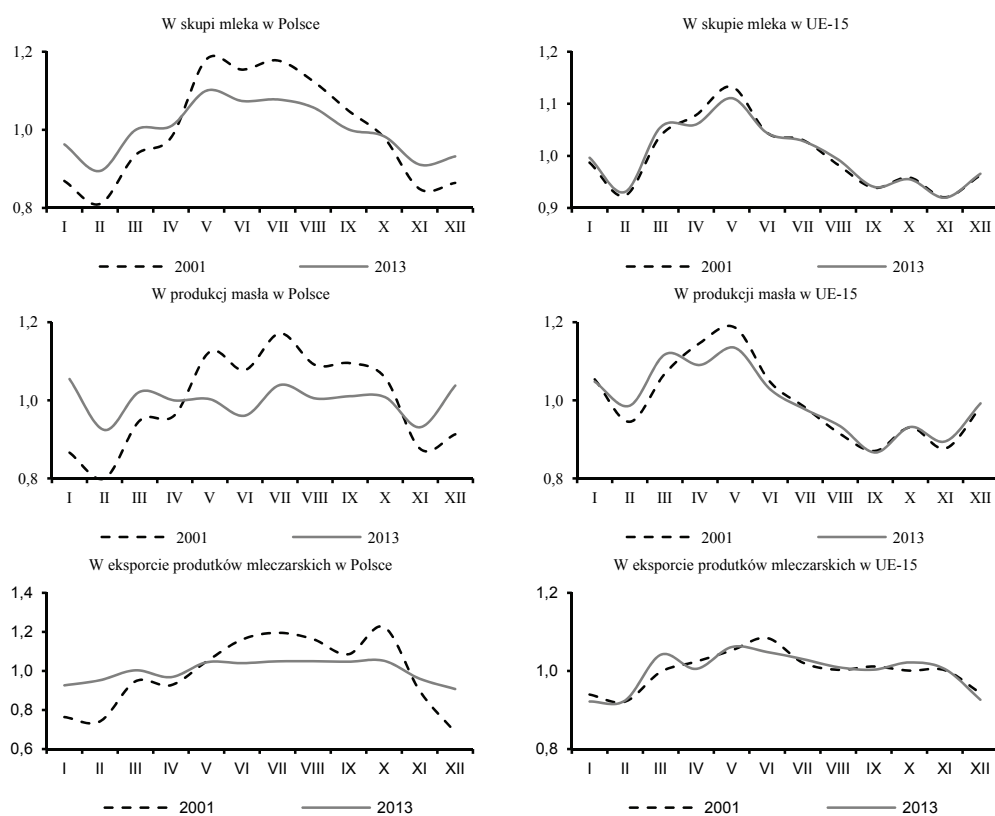 W skupi mleka w Polsce
1,2
1,0
0,8
I II III IV V VI VII VIII IX X XI XII
2001 2013
W skupie mleka w UE-15
1,2
1,1
1,0
0,9
I II III IV V VI VII VIII IX X XI XII
2001 2013
W produkcj masła w Polsce
1,2
1,0
0,8
I II III IV V VI VII VIII IX X XI XII
2001 2013
W produkcji masła w UE-15
1,2
1,0
0,8
I II III IV V VI VII VIII IX X XI XII
2001 2013
W eksporcie produtków mleczarskich w Polsce
1,4
1,2
1,0
0,8
0,6
I II III IV V VI VII VIII IX X XI XII
2001 2013
W eksporcie produtków mleczarskich w UE-15
1,2
1,0
0,8
I II III IV V VI VII VIII IX X XI XII
2001 2013